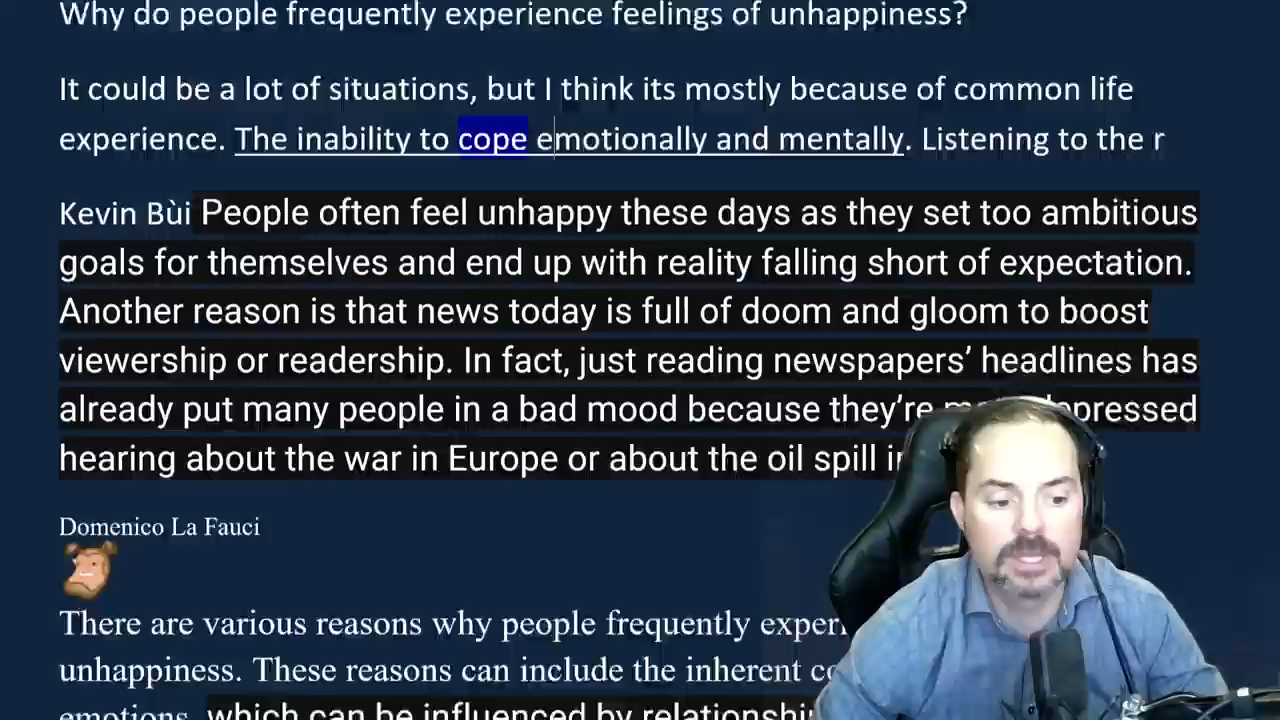 Why do people frequently experience feelings of unhappiness?
It could be a lot of situations, but I think its mostly because of common life
experience. The inability to cope emotionally and mentally. Listening to the r
Kevin Bùi People often feel unhappy these days as they set too ambitious
goals for themselves and end up with reality falling short of expectation.
Another reason is that news today is full of doom and gloom to boost
viewership or readership. In fact, just reading newspapers’ headlines has
already put many people in a bad mood because they’re depressed
hearing about the war in Europe or about the oil spill
Domenico La Fauci
There are various reasons why people frequently
unhappiness. These reasons can include the inherent
emotions, which can be influenced by